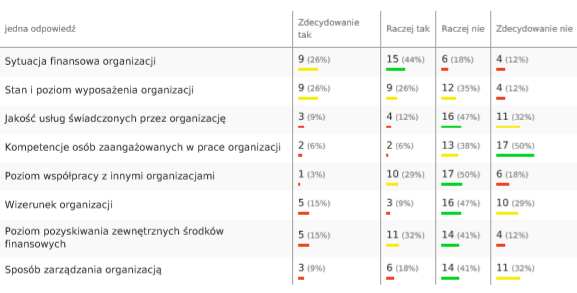 jedna odpowiedź Zdecydowanie tak Raczej tak Raczej nie Zdecydowanie nie
Sytuacja finansowa organizacji 9 (26%) 15 (44%) 6 (18%) 4 (12%)
Stan i poziom wyposażenia organizacji 9 (26%) 9 (26%) 12 (35%) 4 (12%)
Jakość usług świadczonych przez organizację 3 (9%) 4 (12%) 16 (47%) 11 (32%)
Kompetencje osób zaangażowanych w prace organizacji 2 (6%) 2 (6%) 13 (38%) 17 (50%)
Poziom współpracy z innymi organizacjami 1 (3%) 10 (29%) 17 (50%) 6 (18%)
Wizerunek organizacji 5 (15%) 3 (9%) 16 (47%) 10 (29%)
Poziom pozyskiwania zewnętrznych środków
finansowych 5 (15%) 11 (32%) 14 (41%) 4 (12%)
Sposób zarządzania organizacją 3 (9%) 6 (18%) 14 (41%) 11 (32%)